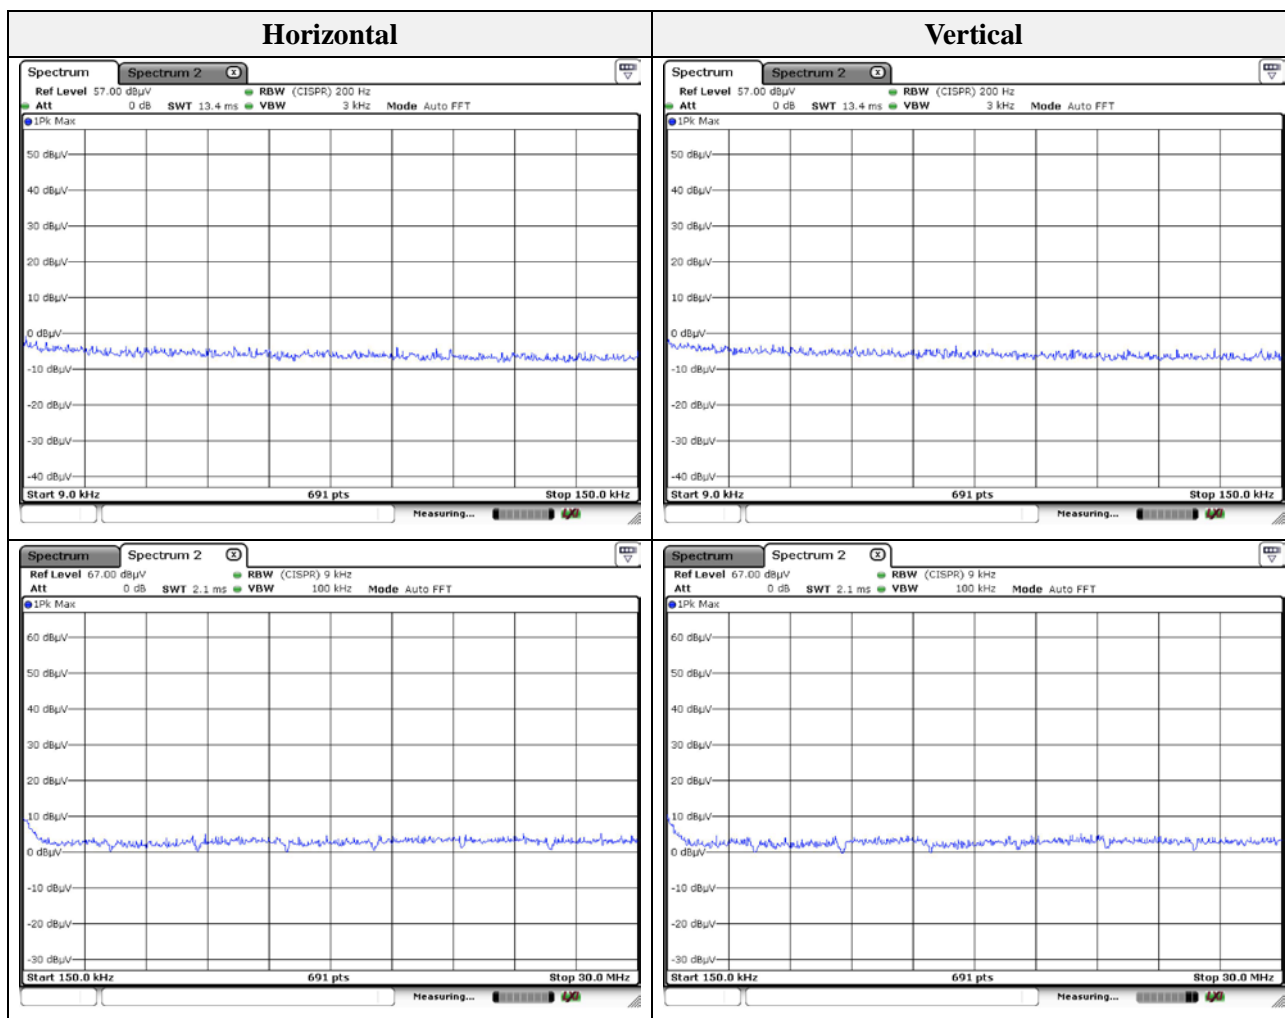 Horizontal
Vertical
Spectrum
Spectrum 2
Ref Level 57.00 dBµV
RBW (CISPR) 200 Hz
Att 0 dB SWT 13.4 ms VBW 3 kHz Mode Auto FFT
1Pk Max
50 dBµV
40 dBµV
30 dBµV
20 dBµV
10 dBµV
0 dBµV
-10 dBµV
-20 dBµV
-30 dBµV
-40 dBµV
Start 9.0 kHz 691 pts Stop 150.0 kHz
Measuring...
Spectrum
Spectrum 2
Ref Level 57.00 dBµV
RBW (CISPR) 200 Hz
Att 0 dB SWT 13.4 ms VBW 3 kHz Mode Auto FFT
1Pk Max
50 dBµV
40 dBµV
30 dBµV
20 dBµV
10 dBµV
0 dBµV
-10 dBµV
-20 dBµV
-30 dBµV
-40 dBµV
Start 9.0 kHz 691 pts Stop 150.0 kHz
Measuring...
Spectrum
Spectrum 2
Ref Level 67.00 dBµV
RBW (CISPR) 9 kHz
Att 0 dB SWT 2.1 ms VBW 100 kHz Mode Auto FFT
1Pk Max
60 dBµV
50 dBµV
40 dBµV
30 dBµV
20 dBµV
10 dBµV
0 dBµV
-10 dBµV
-20 dBµV
-30 dBµV
Start 150.0 kHz 691 pts Stop 30.0 MHz
Measuring...
Spectrum
Spectrum 2
Ref Level 67.00 dBµV
RBW (CISPR) 9 kHz
Att 0 dB SWT 2.1 ms VBW 100 kHz Mode Auto FFT
1Pk Max
60 dBµV
50 dBµV
40 dBµV
30 dBµV
20 dBµV
10 dBµV
0 dBµV
-10 dBµV
-20 dBµV
-30 dBµV
Start 150.0 kHz 691 pts Stop 30.0 MHz
Measuring...